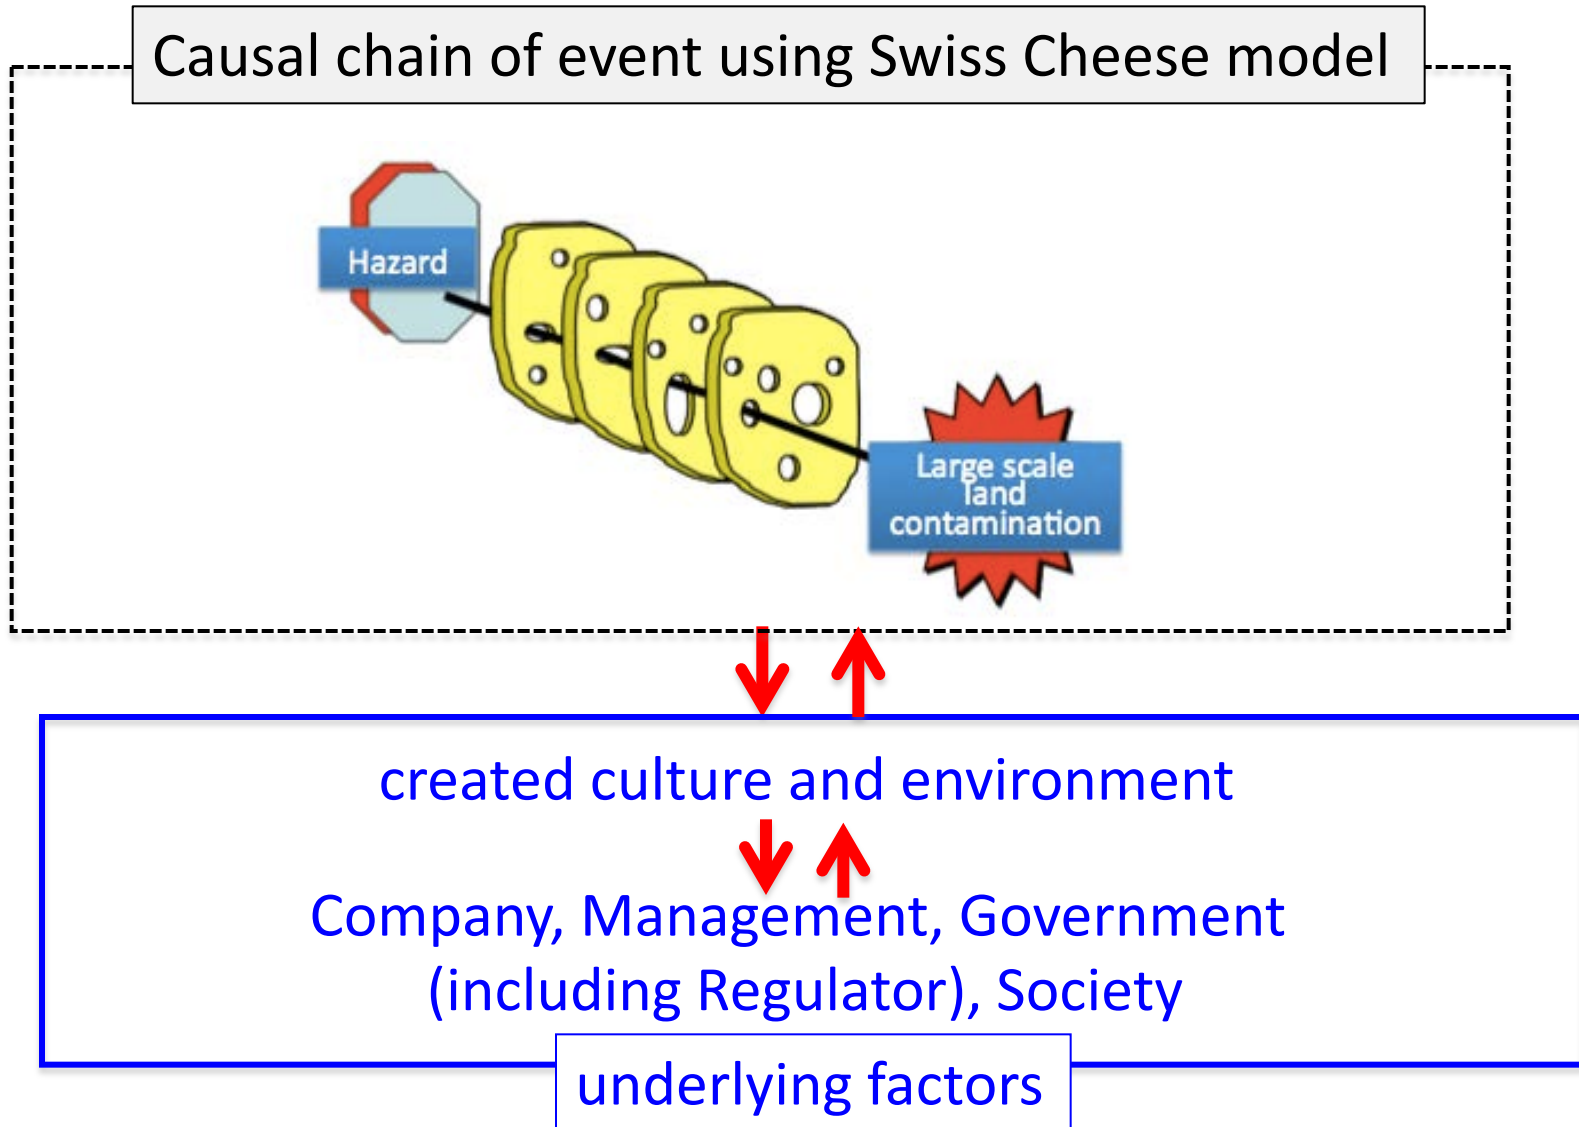 Causal chain of event using Swiss Cheese model
Hazard
Large scale
land
contamination
created culture and environment
Company, Management, Government
(including Regulator), Society
underlying factors